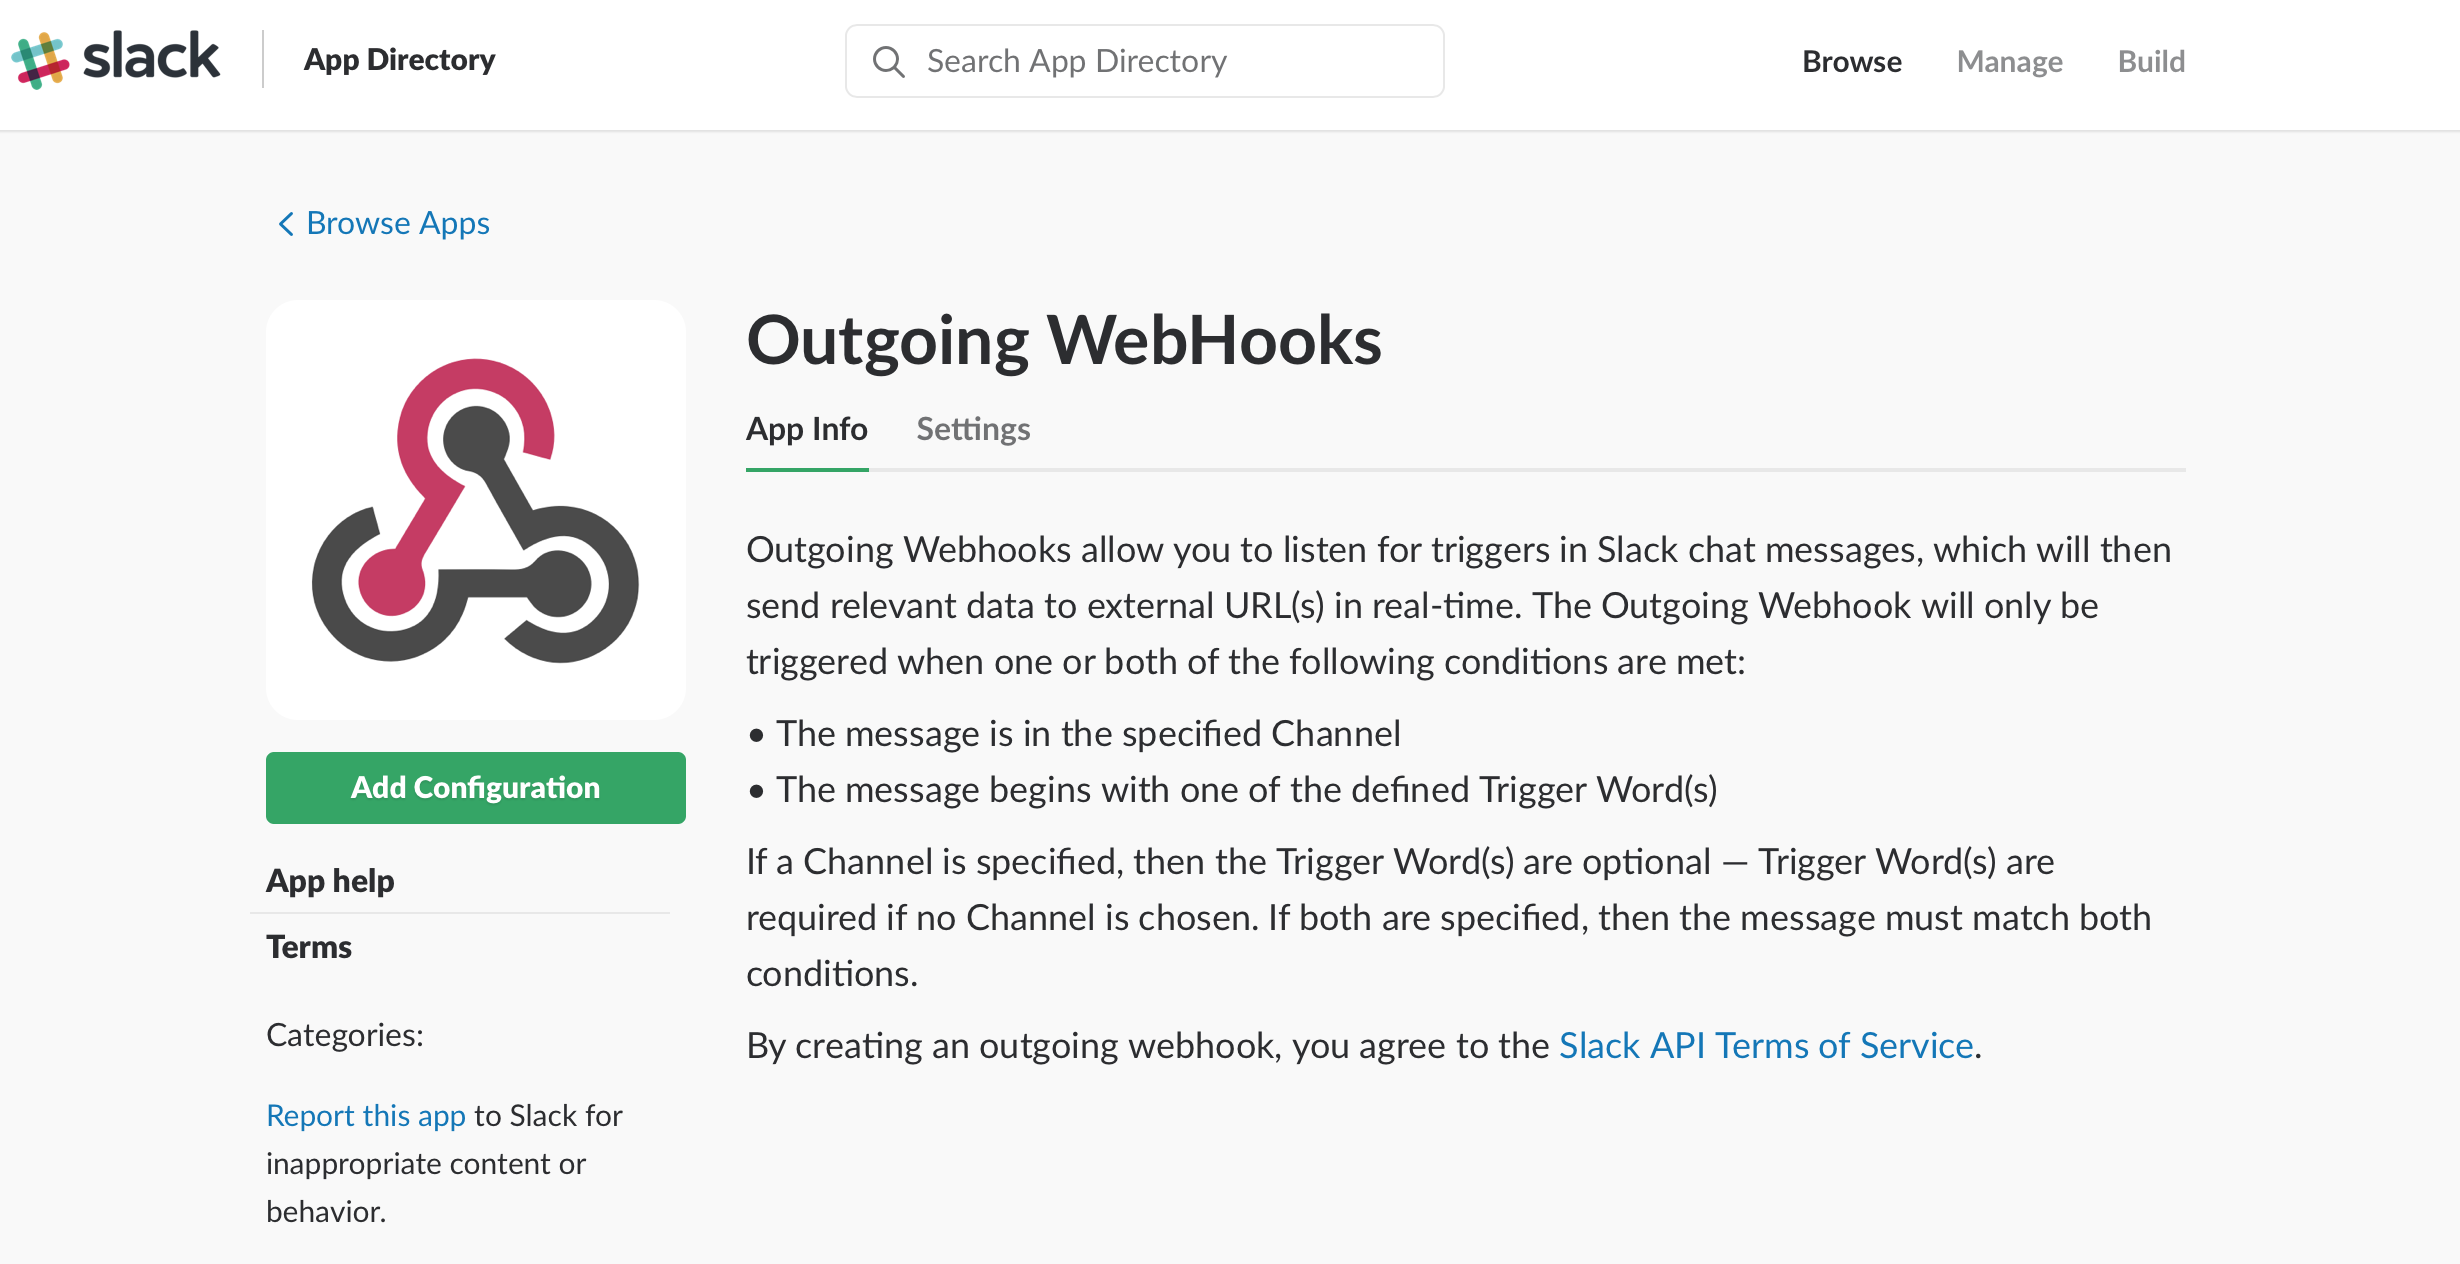 slack
App Directory
Search App Directory
Browse
Manage
Build
Browse Apps
Outgoing WebHooks
App Info
Settings
Outgoing Webhooks allow you to listen for triggers in Slack chat messages, which will then
send relevant data to external URL(s) in real-time. The Outgoing Webhook will only be
triggered when one or both of the following conditions are met:
• The message is in the specified Channel
• The message begins with one of the defined Trigger Word(s)
If a Channel is specified, then the Trigger Word(s) are optional — Trigger Word(s) are
required if no Channel is chosen. If both are specified, then the message must match both
conditions.
By creating an outgoing webhook, you agree to the Slack API Terms of Service.
Add Configuration
App help
Terms
Categories:
Report this app to Slack for
inappropriate content or
behavior.